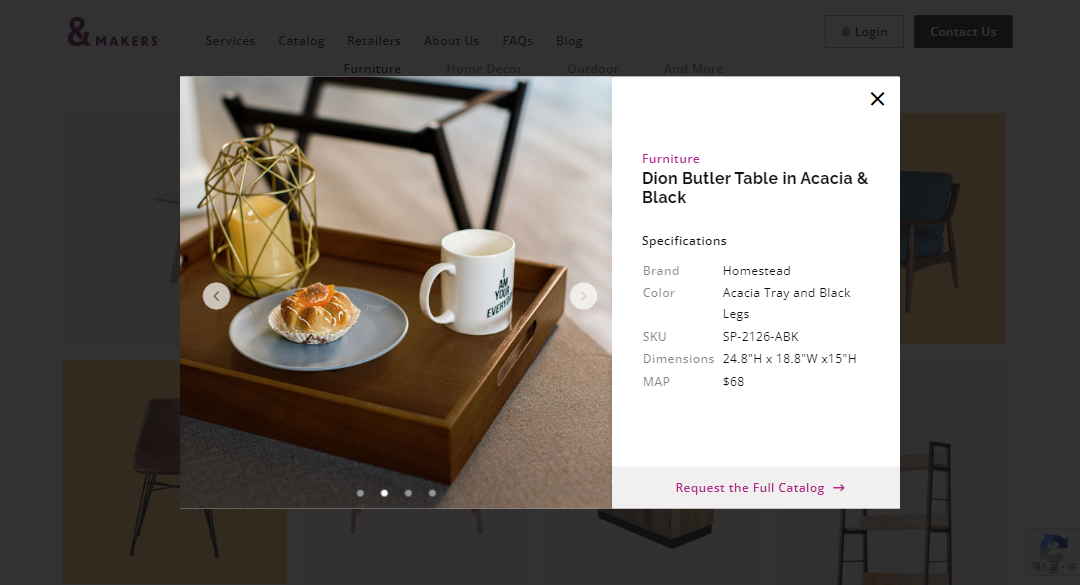 & MAKERS
Services Catalog Retailers About Us FAQs Blog
Login
Contact Us
Furniture Home Decor Outdoor And More
I
AM
YOUR
Furniture
Dion Butler Table in Acacia &
Black
Specifications
Brand Homestead
Color Acacia Tray and Black
Legs
SKU SP-2126-ABK
Dimensions 24.8"H x 18.8"W x15"H
MAP $68
Request the Full Catalog →